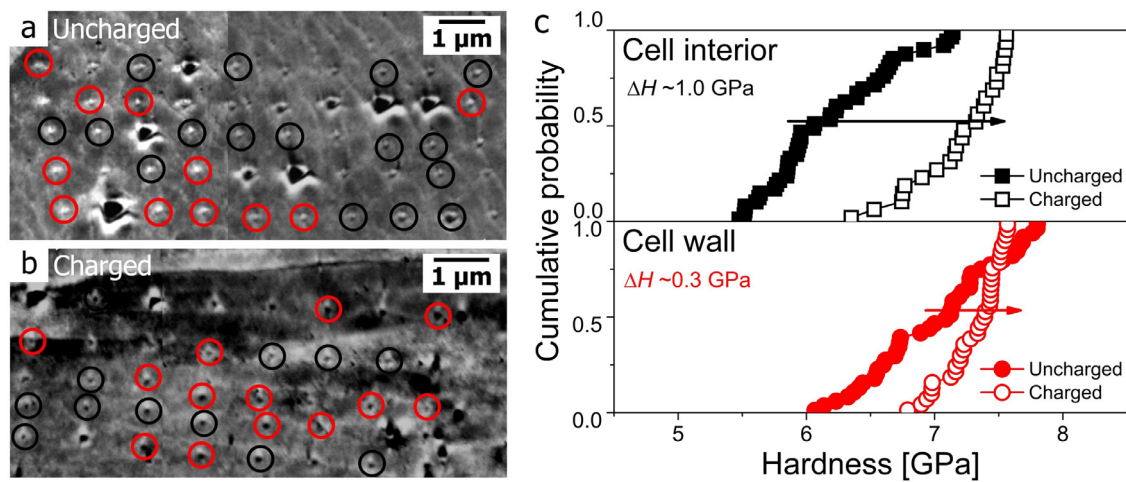 a Uncharged
1 μm
b Charged
1 μm
c
Cumulative probability
1.0
Cell interior
ΔH ~1.0 GPa
0.5
Uncharged
Charged
0.0
Cell wall
ΔH ~0.3 GPa
0.5
Uncharged
Charged
0.0
5 6 7 8
Hardness [GPa]